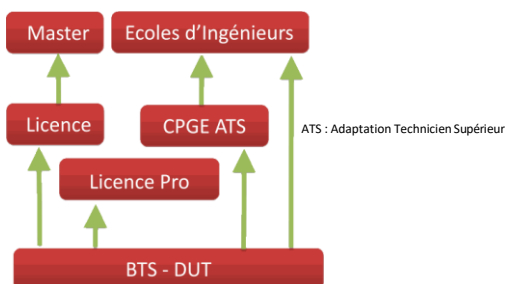 Master
Ecoles d'Ingénieurs
Licence
CPGE ATS
ATS : Adaptation Technicien Supérieur
Licence Pro
BTS - DUT